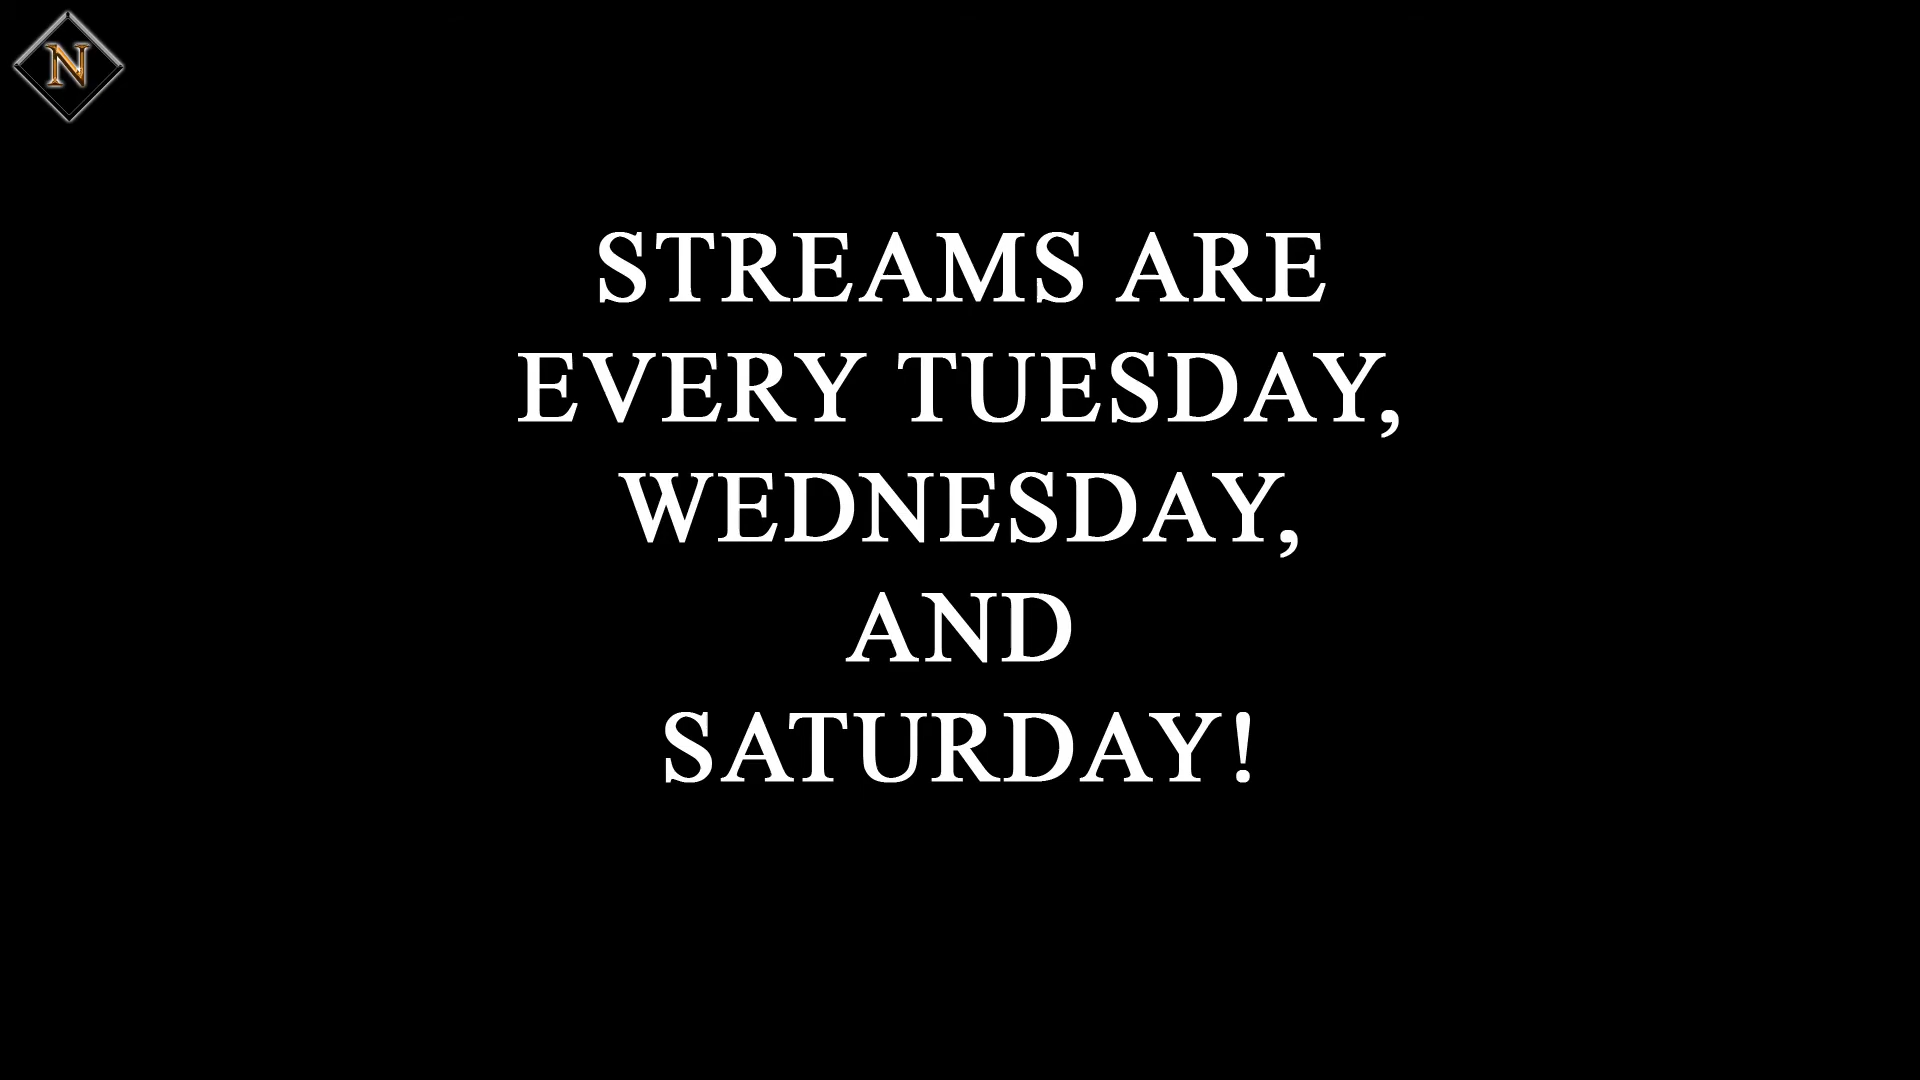 N
STREAMS ARE
EVERY TUESDAY,
WEDNESDAY,
AND
SATURDAY!